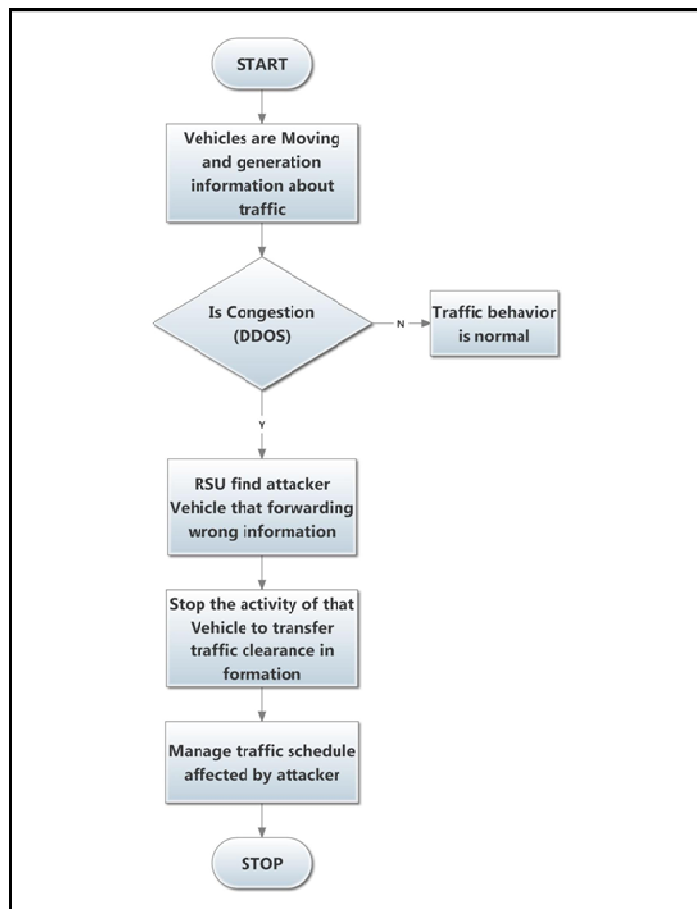 START
Vehicles are Moving
and generation
information about
traffic
Is Congestion
(DDOS)
N
Traffic behavior
is normal
Y
RSU find attacker
Vehicle that forwarding
wrong information
Stop the activity of that
Vehicle to transfer
traffic clearance in
formation
Manage traffic schedule
affected by attacker
STOP